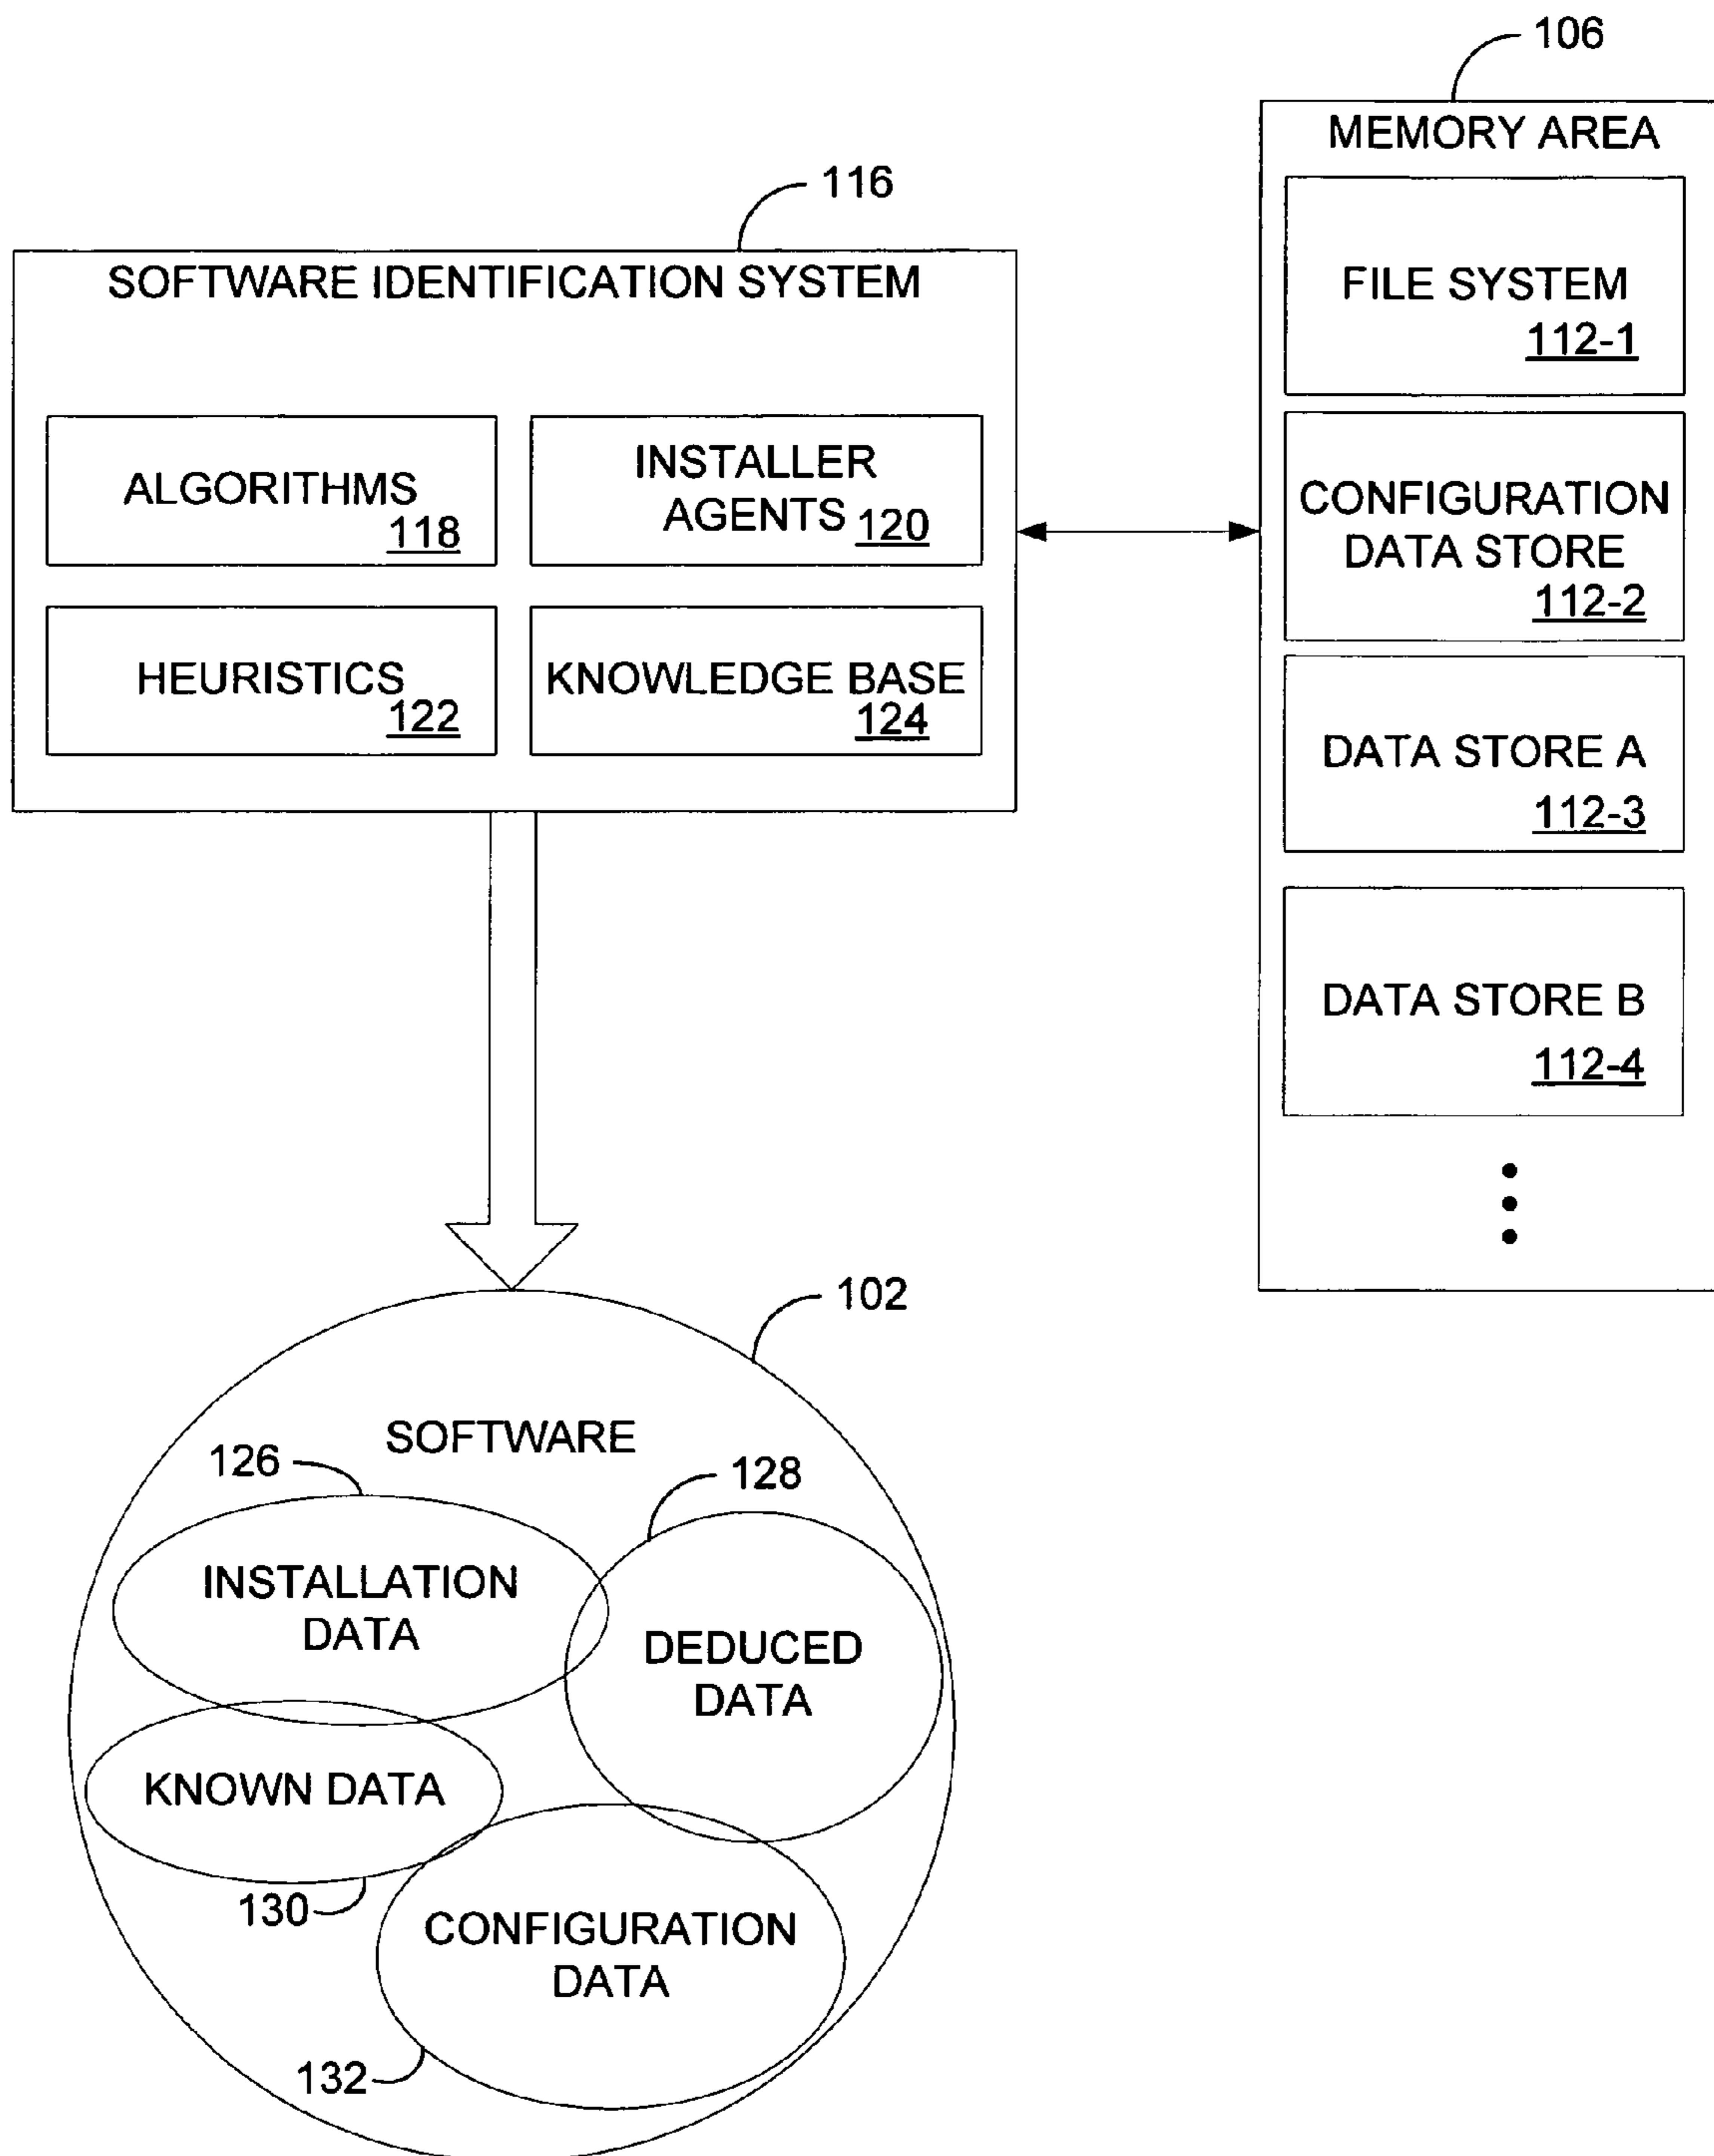 106
MEMORY AREA
FILE SYSTEM
112-1
CONFIGURATION
DATA STORE
112-2
DATA STORE A
112-3
DATA STORE B
112-4
116
SOFTWARE IDENTIFICATION SYSTEM
ALGORITHMS
118
INSTALLER
AGENTS 120
HEURISTICS
122
KNOWLEDGE BASE
124
102
SOFTWARE
126
INSTALLATION
DATA
128
DEDUCED
DATA
KNOWN DATA
130
CONFIGURATION
DATA
132